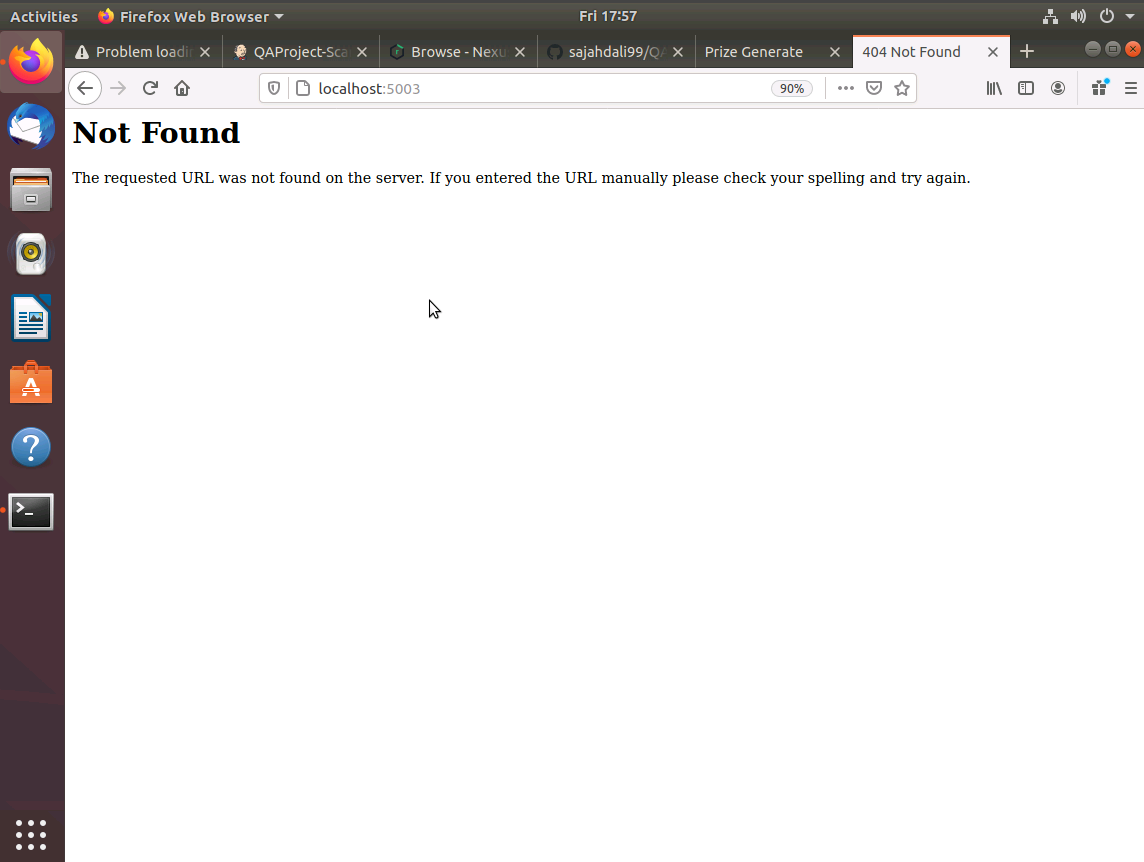 Activities Firefox Web Browser Fri 17:57
Problem loadi QAProject-Sca Browse - Nexu sajahdali99/QA Prize Generate 404 Not Found
localhost:5003 90%
Not Found
The requested URL was not found on the server. If you entered the URL manually please check your spelling and try again.